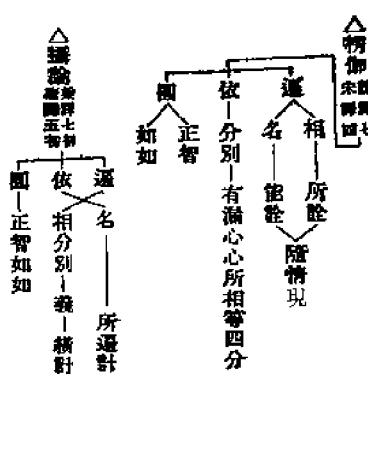 △楞伽
遍
相
所詮
名
能詮
隨情現
依
分別
有漏心心所相等四分
圓
正智
如如
△攝論
遍
名
所遍計
依
相分別
義
橫計
圓
正智如如